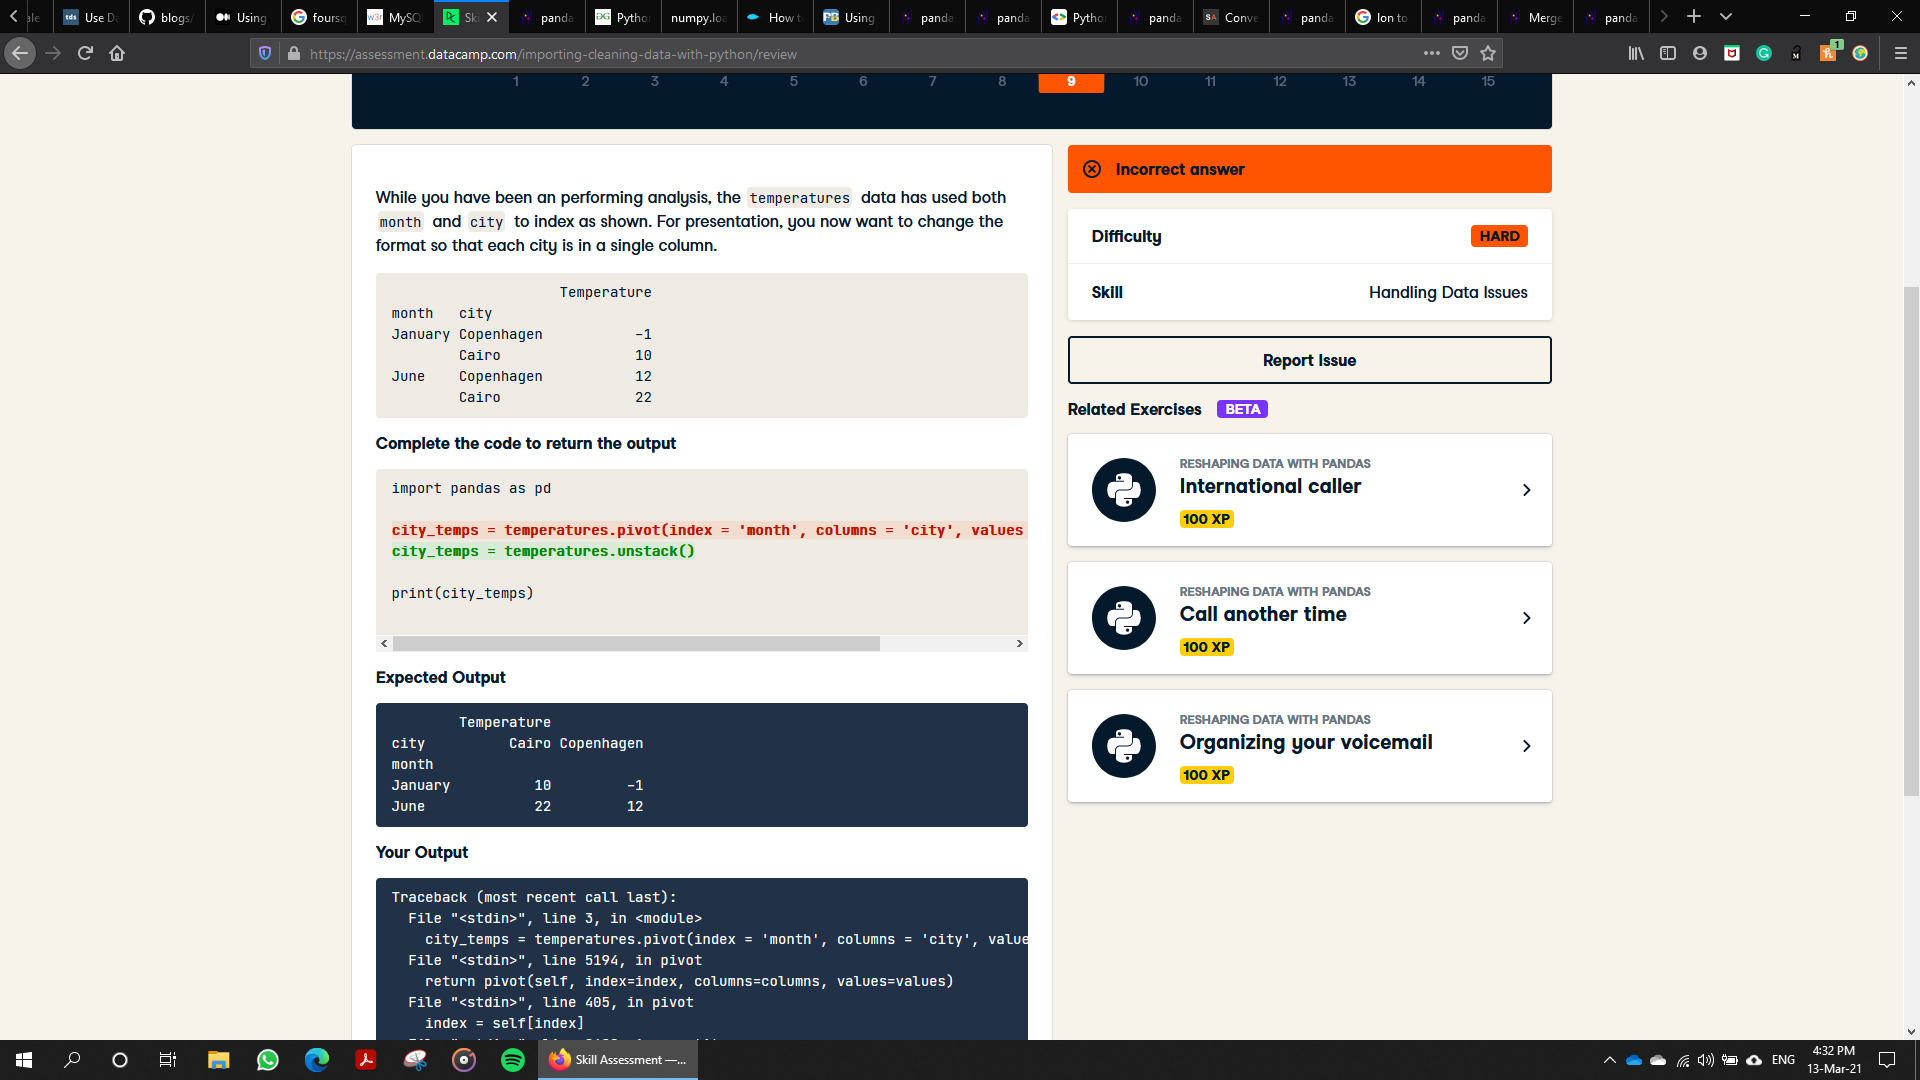 ale
tds Use Da
blogs/
Using
foursq
MySQ
Sk
panda
Pytho
numpy.loa
How t
Using
panda
panda
Pytho
panda
Conve
panda
lon to
panda
Merge
panda
https://assessment.datacamp.com/importing-cleaning-data-with-python/review
1
1 2 3 4 5 6 7 8 9 10 11 12 13 14 15
While you have been an performing analysis, the temperatures data has used both
month and city to index as shown. For presentation, you now want to change the
format so that each city is in a single column.
Temperature
month city
January Copenhagen -1
Cairo 10
June Copenhagen 12
Cairo 22
Complete the code to return the output
import pandas as pd
city_temps = temperatures.pivot(index = 'month', columns = 'city', values
city_temps = temperatures.unstack()
print(city_temps)
Expected Output
Temperature
city Cairo Copenhagen
month
January 10 -1
June 22 12
Your Output
Traceback (most recent call last):
File "<stdin>", line 3, in <module>
city_temps = temperatures.pivot(index = 'month', columns = 'city', value
File "<stdin>", line 5194, in pivot
return pivot(self, index=index, columns=columns, values=values)
File "<stdin>", line 405, in pivot
index = self[index]
Incorrect answer
Difficulty HARD
Skill Handling Data Issues
Report Issue
Related Exercises BETA
RESHAPING DATA WITH PANDAS
International caller
100 XP
RESHAPING DATA WITH PANDAS
Call another time
100 XP
RESHAPING DATA WITH PANDAS
Organizing your voicemail
100 XP
Skill Assessment —...
ENG
4:32 PM
13-Mar-21